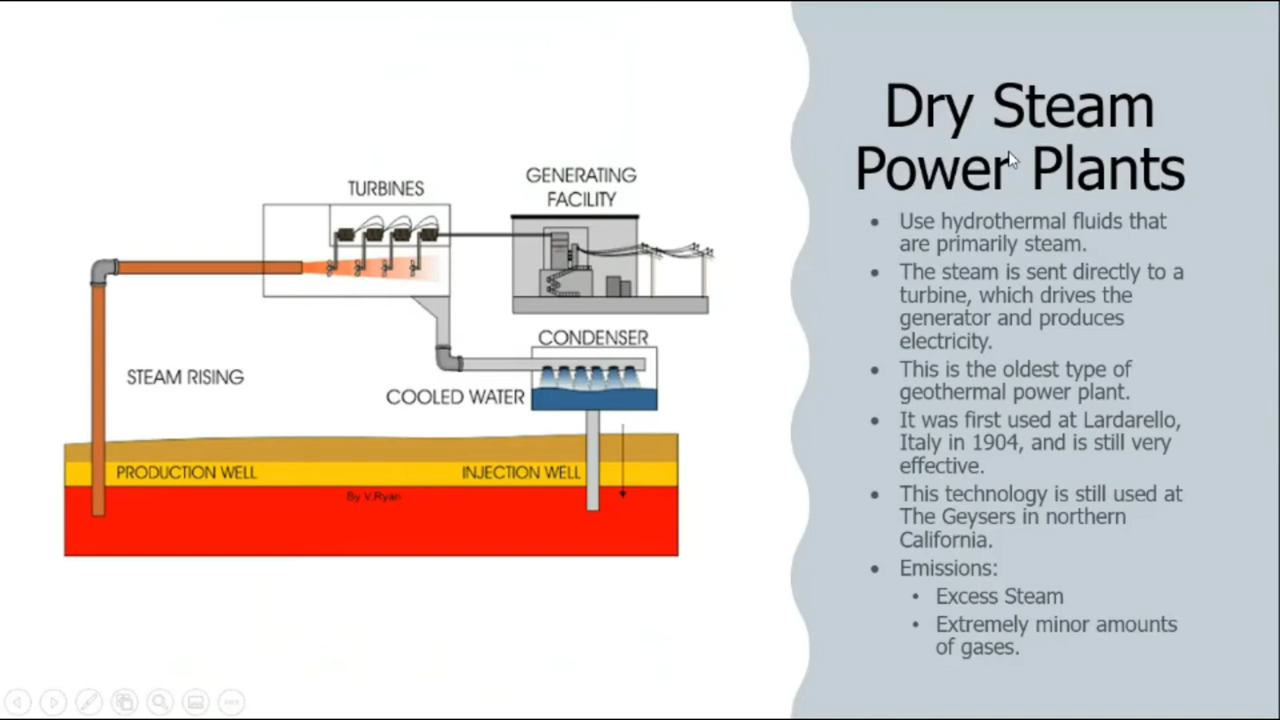 Dry Steam
Power Plants
Use hydrothermal fluids that
are primarily steam.
The steam is sent directly to a
turbine, which drives the
generator and produces
electricity.
This is the oldest type of
geothermal power plant.
It was first used at Lardarello,
Italy in 1904, and is still very
effective.
This technology is still used at
The Geysers in northern
California.
Emissions:
Excess Steam
Extremely minor amounts
of gases.
TURBINES
GENERATING
FACILITY
CONDENSER
STEAM RISING
COOLED WATER
PRODUCTION WELL
INJECTION WELL
By V.Ryan